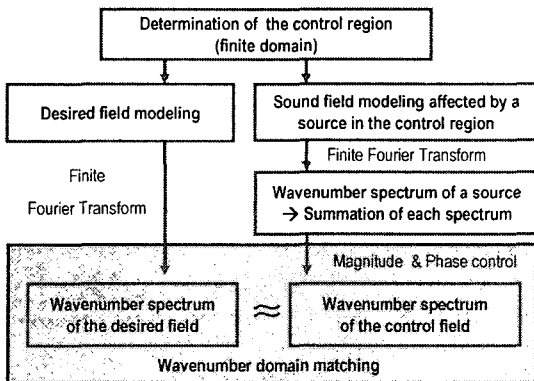 Determination of the control region
(finite domain)
Desired field modeling
Sound field modeling affected by a
source in the control region
Finite
Fourier Transform
Finite Fourier Transform
Wavenumber spectrum of a source
→ Summation of each spectrum
Magnitude & Phase control
Wavenumber spectrum
of the desired field
≈
Wavenumber spectrum
of the control field
Wavenumber domain matching